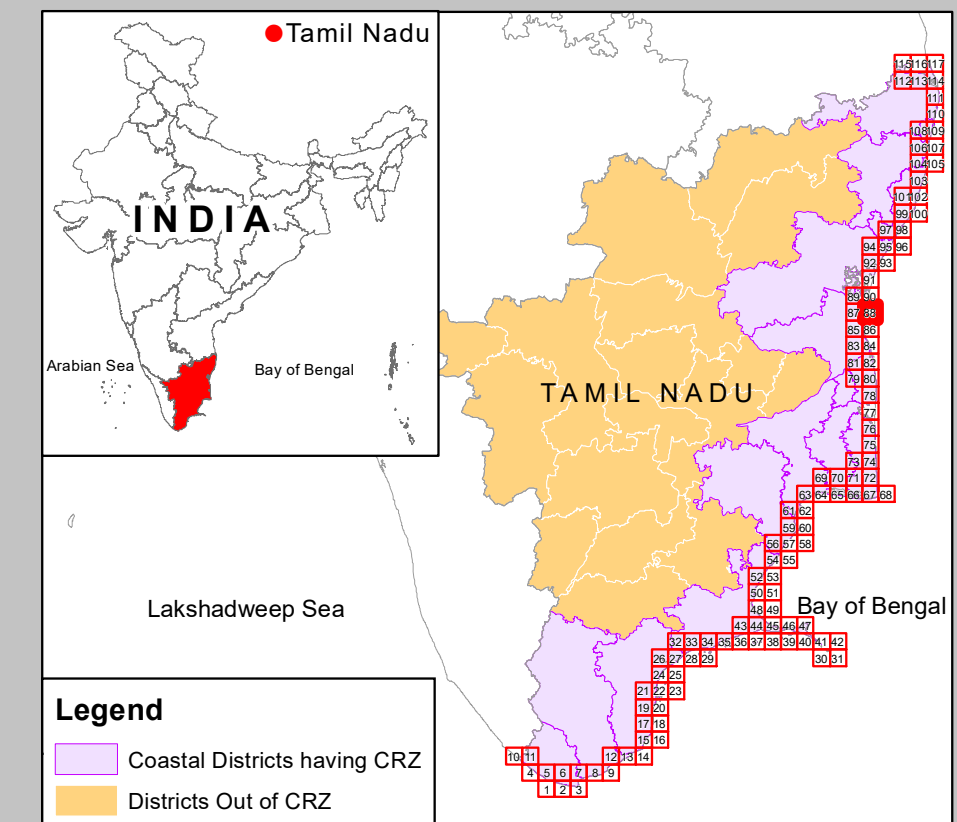 Tamil Nadu
INDIA
Arabian Sea
Bay of Bengal
115 116 117
112 113 114
111
110
108 109
106 107
104 105
103
101 102
99 100
97 98
94 95 96
92 93
91
89 90
87 88
85 86
83 84
81 82
79 80
TAMIL NADU
78
77
76
75
73 74
69 70 71 72
63 64 65 66 67 68
61 62
59 60
56 57 58
54 55
52 53
50 51
48 49
Bay of Bengal
Lakshadweep Sea
43 44 45 46 47
32 33 34 35 36 37 38 39 40 41 42
26 27 28 29
30 31
24 25
21 22 23
19 20
17 18
15 16
10 11
12 13 14
4 5 6 7 8 9
1 2 3
Legend
Coastal Districts having CRZ
Districts Out of CRZ